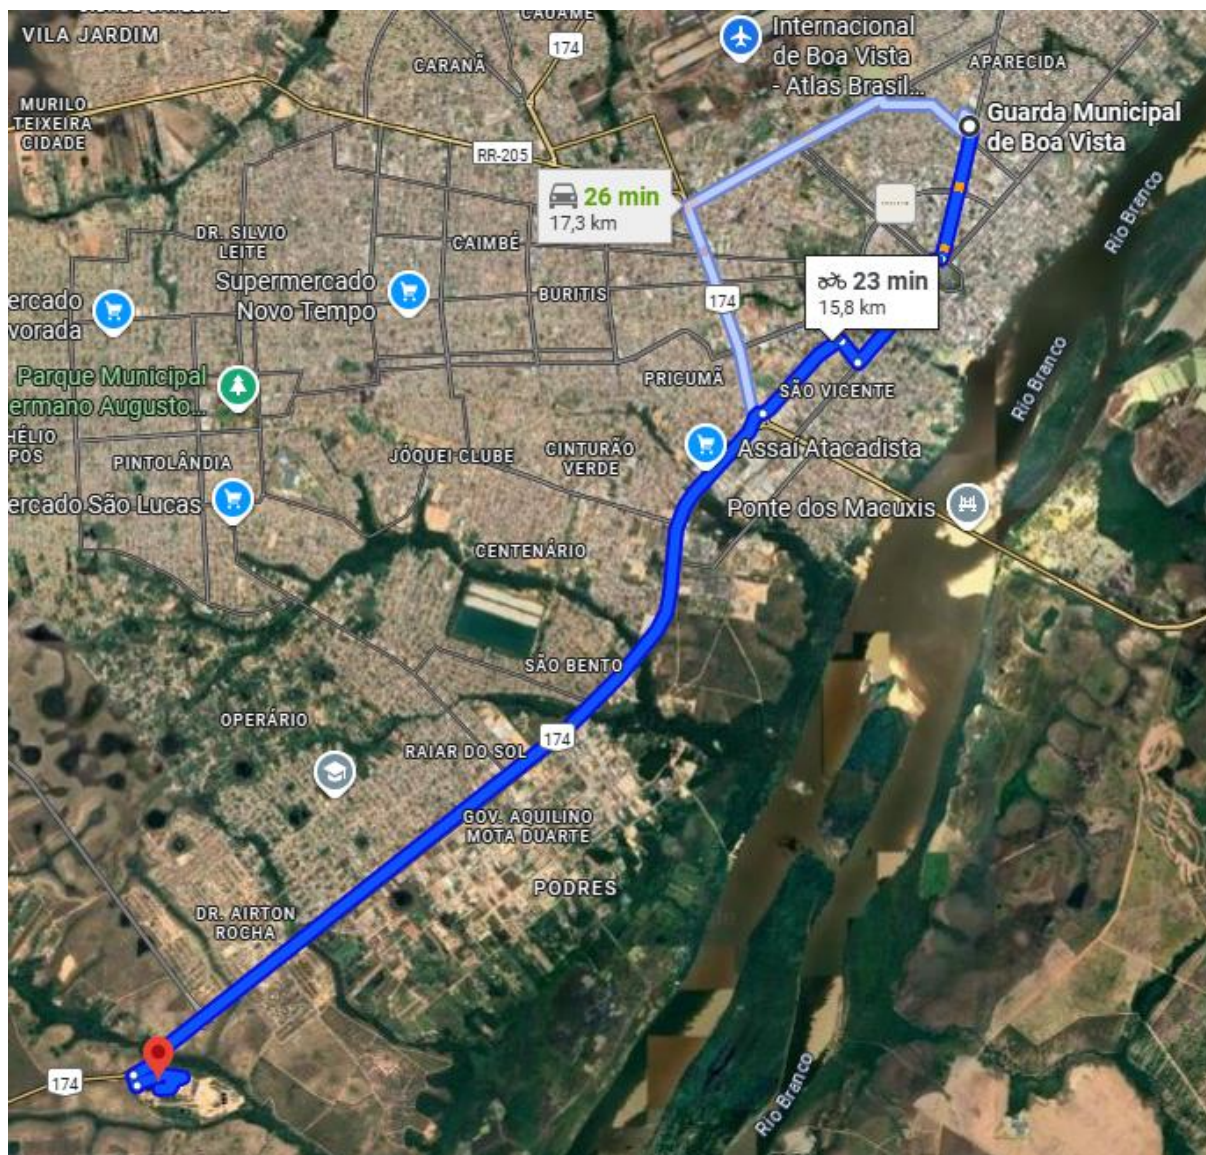 CAUAMÉ
VILA JARDIM
174
Internacional
de Boa Vista
- Atlas Brasil...
APARECIDA
CARANÃ
MURILO
TEIXEIRA
CIDADE
Guarda Municipal
de Boa Vista
RR-205
26 min
17,3 km
Rio Branco
DR. SILVIO
LEITE
CAIMBÉ
Supermercado
Novo Tempo
BURITIS
174
23 min
15,8 km
ercado
vorada
Rio Branco
Parque Municipal
ermano Augusto...
PRICUMÃ
SÃO VICENTE
HÉLIO
POS
PINTOLÂNDIA
JÓQUEI CLUBE
CINTURÃO
VERDE
Assaí Atacadista
ercado São Lucas
Ponte dos Macuxis
CENTENÁRIO
SÃO BENTO
OPERÁRIO
174
RAIAR DO SOL
GOV. AQUILINO
MOTA DUARTE
PODRES
DR. AIRTON
ROCHA
174
Rio Branco